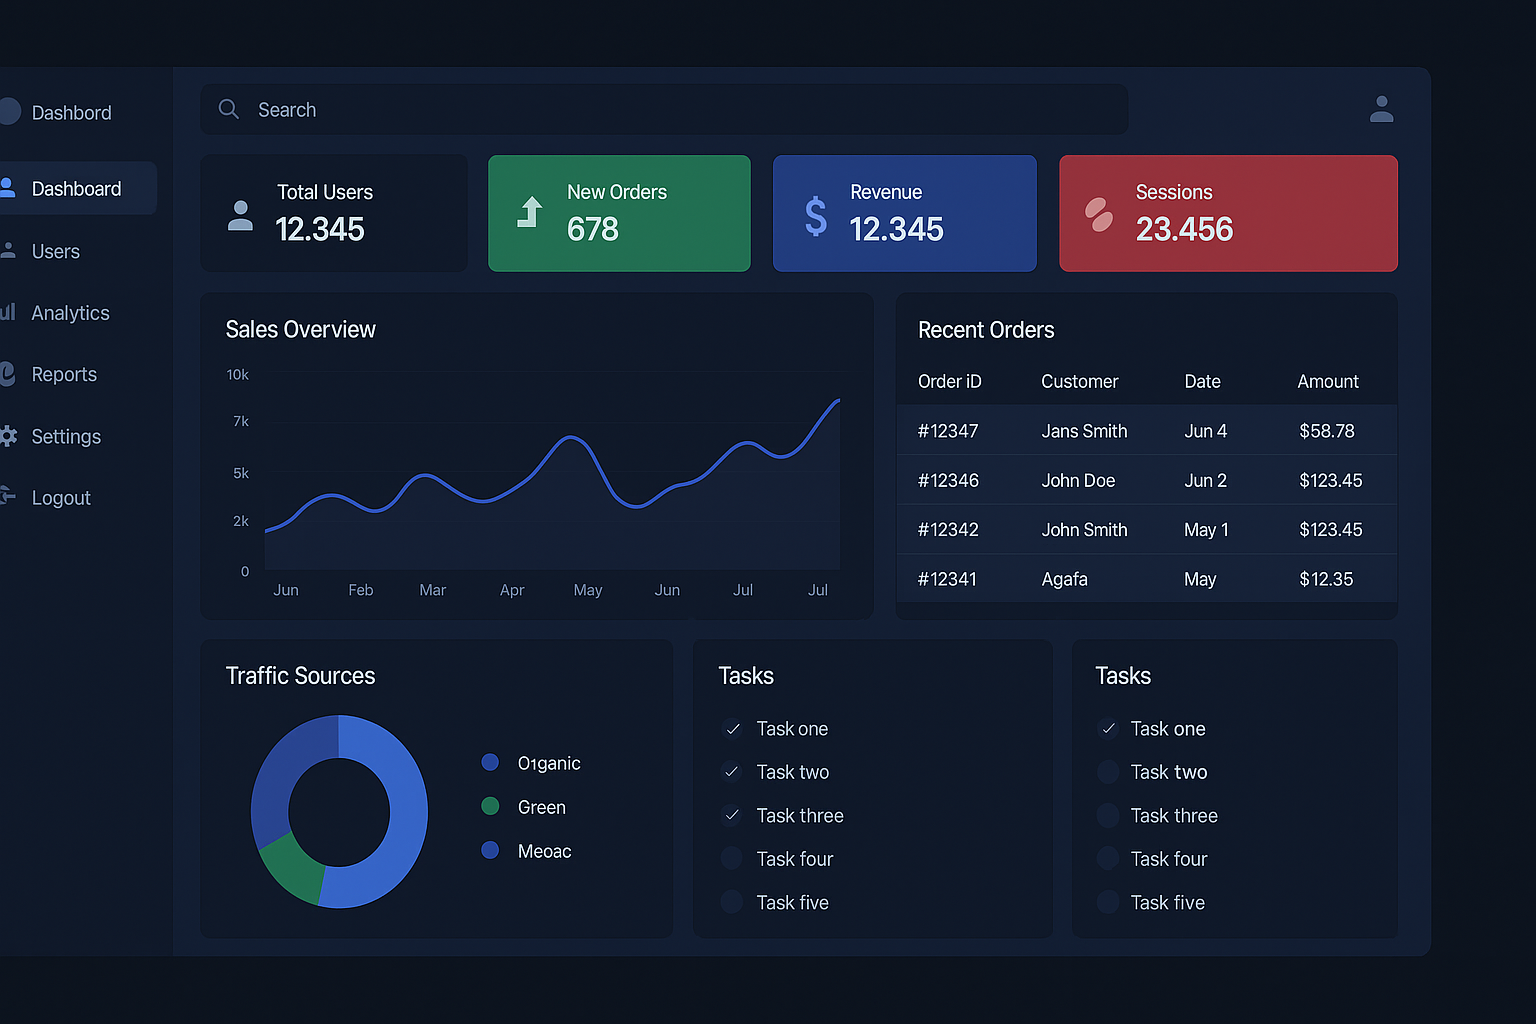 Dashbord
Dashboard
Users
Analytics
Reports
Settings
Logout
Search
Total Users
12.345
New Orders
678
$
Revenue
12.345
Sessions
23.456
Sales Overview
10k
7k
5k
2k
0
Jun Feb Mar Apr May Jun Jul Jul
Recent Orders
Order iD Customer Date Amount
#12347 Jans Smith Jun 4 $58.78
#12346 John Doe Jun 2 $123.45
#12342 John Smith May 1 $123.45
#12341 Agafa May $12.35
Traffic Sources
O1ganic
Green
Meoac
Tasks
Task one
Task two
Task three
Task four
Task five
Tasks
Task one
Task two
Task three
Task four
Task five